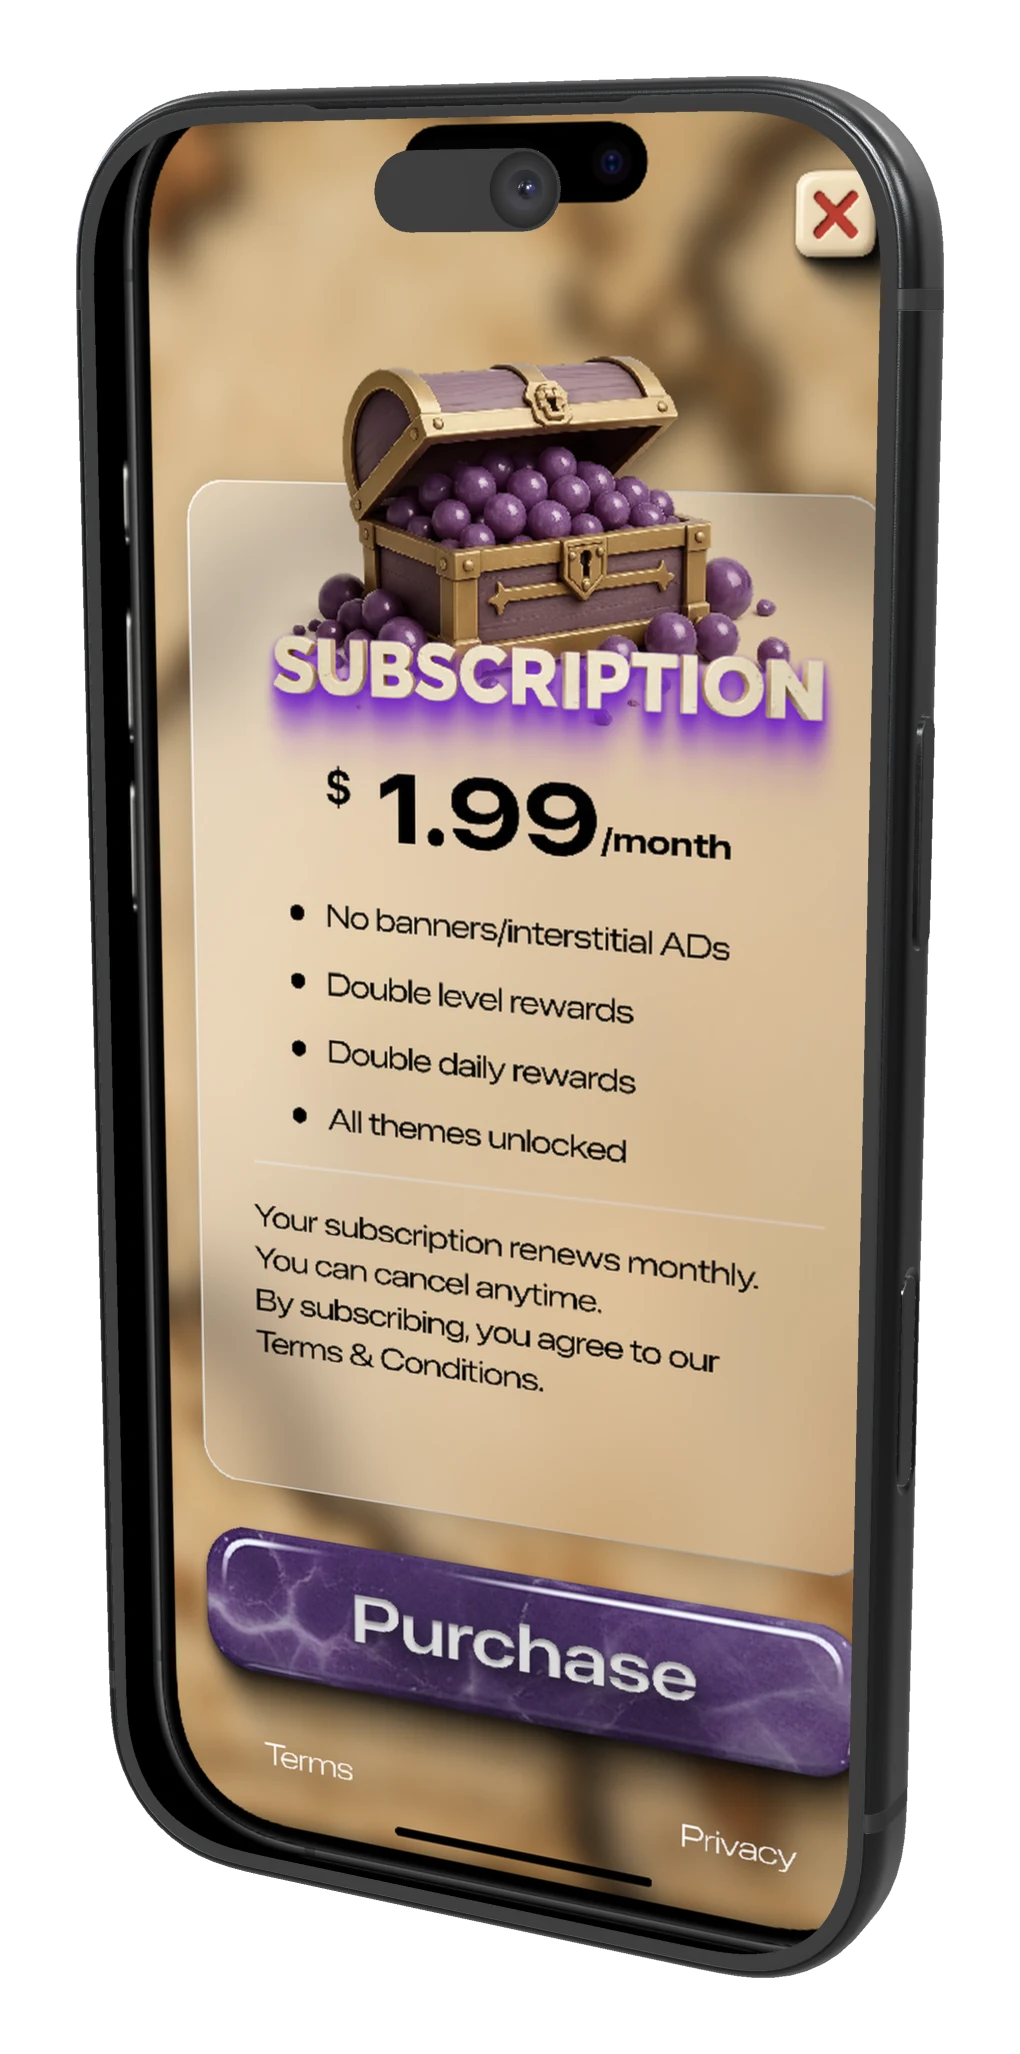 SUBSCRIPTION
$ 1.99/month
• No banners/interstitial ADs
• Double level rewards
• Double daily rewards
• All themes unlocked
Your subscription renews monthly.
You can cancel anytime.
By subscribing, you agree to our
Terms & Conditions.
Purchase
Terms
Privacy